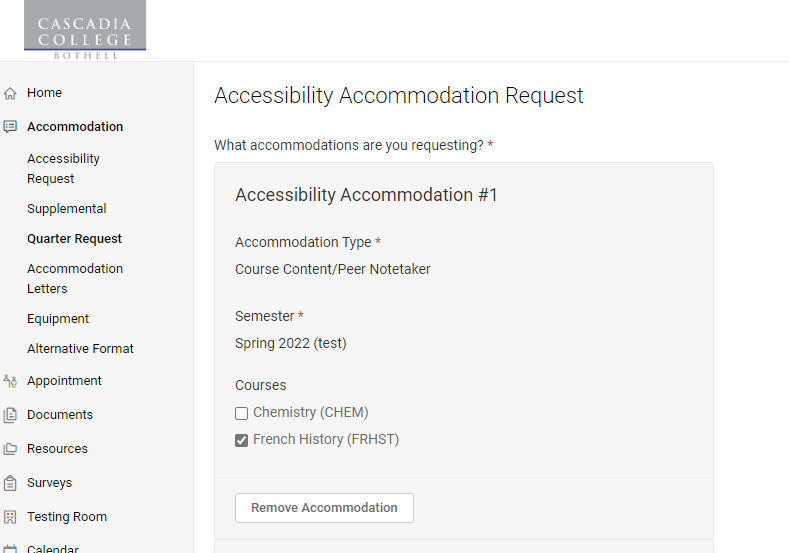 CASCADIA
COLLEGE
BOTHELL
Home
Accommodation
Accessibility
Request
Supplemental
Quarter Request
Accommodation
Letters
Equipment
Alternative Format
Appointment
Documents
Resources
Surveys
Testing Room
Calendar
Accessibility Accommodation Request
What accommodations are you requesting? *
Accessibility Accommodation #1
Accommodation Type *
Course Content/Peer Notetaker
Semester *
Spring 2022 (test)
Courses
Chemistry (CHEM)
French History (FRHST)
Remove Accommodation